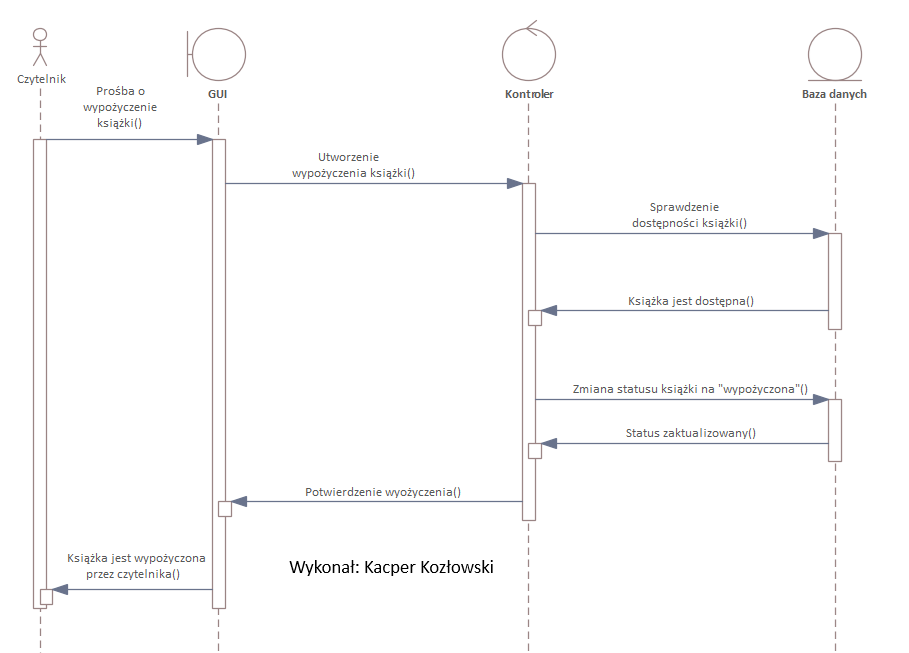 Czytelnik
GUI
Kontroler
Baza danych
Prośba o
wypożyczenie
książki()
Utworzenie
wypożyczenia książki()
Sprawdzenie
dostępności książki()
Książka jest dostępna()
Zmiana statusu książki na "wypożyczona"()
Status zaktualizowany()
Potwierdzenie wyożyczenia()
Książka jest wypożyczona
przez czytelnika()
Wykonał: Kacper Kozłowski